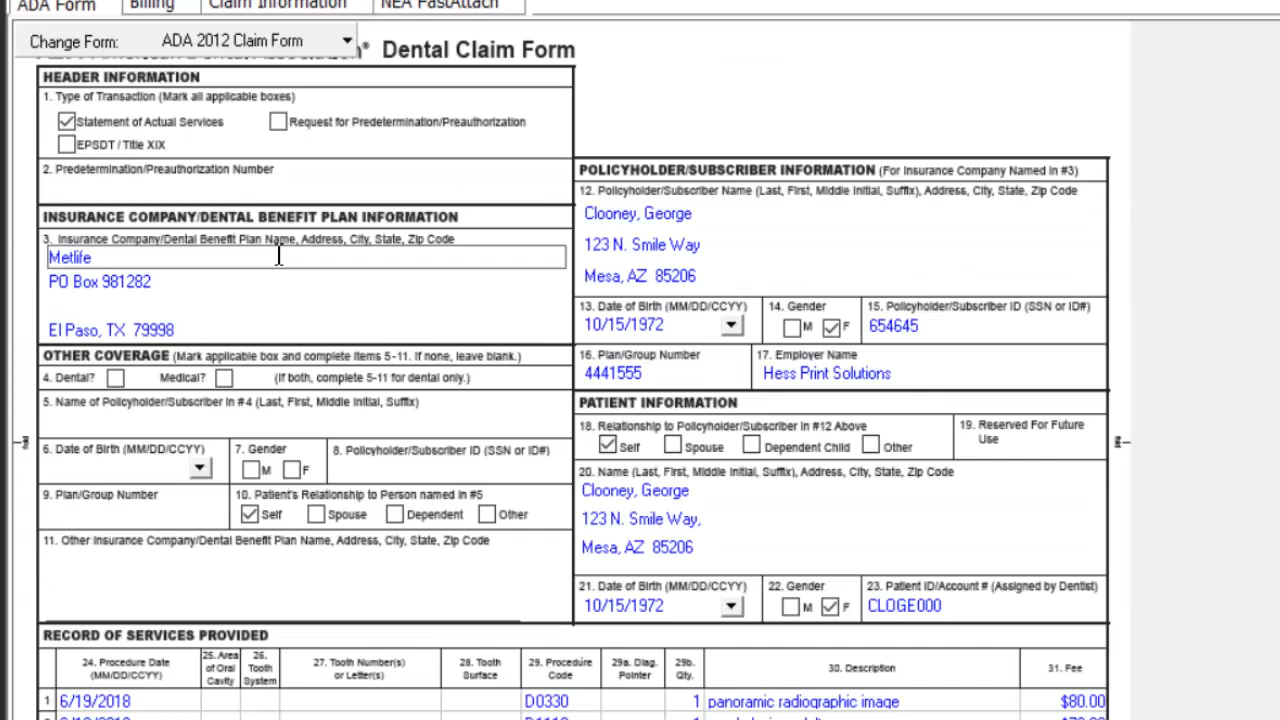 ADA Form
Billing
Claim Information
NEA FastAttach
Change Form:
ADA 2012 Claim Form
Dental Claim Form
HEADER INFORMATION
1. Type of Transaction (Mark all applicable boxes)
Statement of Actual Services
Request for Predetermination/Preauthorization
EPSDT / Title XIX
2. Predetermination/Preauthorization Number
INSURANCE COMPANY/DENTAL BENEFIT PLAN INFORMATION
3. Insurance Company/Dental Benefit Plan Name, Address, City, State, Zip Code
Metlife
PO Box 981282
El Paso, TX 79998
OTHER COVERAGE (Mark applicable box and complete items 5-11. If none, leave blank.)
4. Dental?
Medical?
(If both, complete 5-11 for dental only.)
5. Name of Policyholder/Subscriber in #4 (Last, First, Middle Initial, Suffix)
6. Date of Birth (MM/DD/CCYY)
7. Gender
M
F
8. Policyholder/Subscriber ID (SSN or ID#)
9. Plan/Group Number
10. Patient's Relationship to Person named in #5
Self
Spouse
Dependent
Other
11. Other Insurance Company/Dental Benefit Plan Name, Address, City, State, Zip Code
POLICYHOLDER/SUBSCRIBER INFORMATION (For Insurance Company Named in #3)
12. Policyholder/Subscriber Name (Last, First, Middle Initial, Suffix), Address, City, State, Zip Code
Clooney, George
123 N. Smile Way
Mesa, AZ 85206
13. Date of Birth (MM/DD/CCYY)
10/15/1972
14. Gender
M
F
15. Policyholder/Subscriber ID (SSN or ID#)
654645
16. Plan/Group Number
4441555
17. Employer Name
Hess Print Solutions
PATIENT INFORMATION
18. Relationship to Policyholder/Subscriber in #12 Above
Self
Spouse
Dependent Child
Other
19. Reserved For Future
Use
20. Name (Last, First, Middle Initial, Suffix), Address, City, State, Zip Code
Clooney, George
123 N. Smile Way,
Mesa, AZ 85206
21. Date of Birth (MM/DD/CCYY)
10/15/1972
22. Gender
M
F
23. Patient ID/Account # (Assigned by Dentist)
CLOGE000
RECORD OF SERVICES PROVIDED
24. Procedure Date
(MM/DD/CCYY)
25. Area
of Oral
Cavity
26.
Tooth
System
27. Tooth Number(s)
or Letter(s)
28. Tooth
Surface
29. Procedure
Code
29a. Diag.
Pointer
29b.
Qty.
30. Description
31. Fee
1
6/19/2018
D0330
1
panoramic radiographic image
$80.00